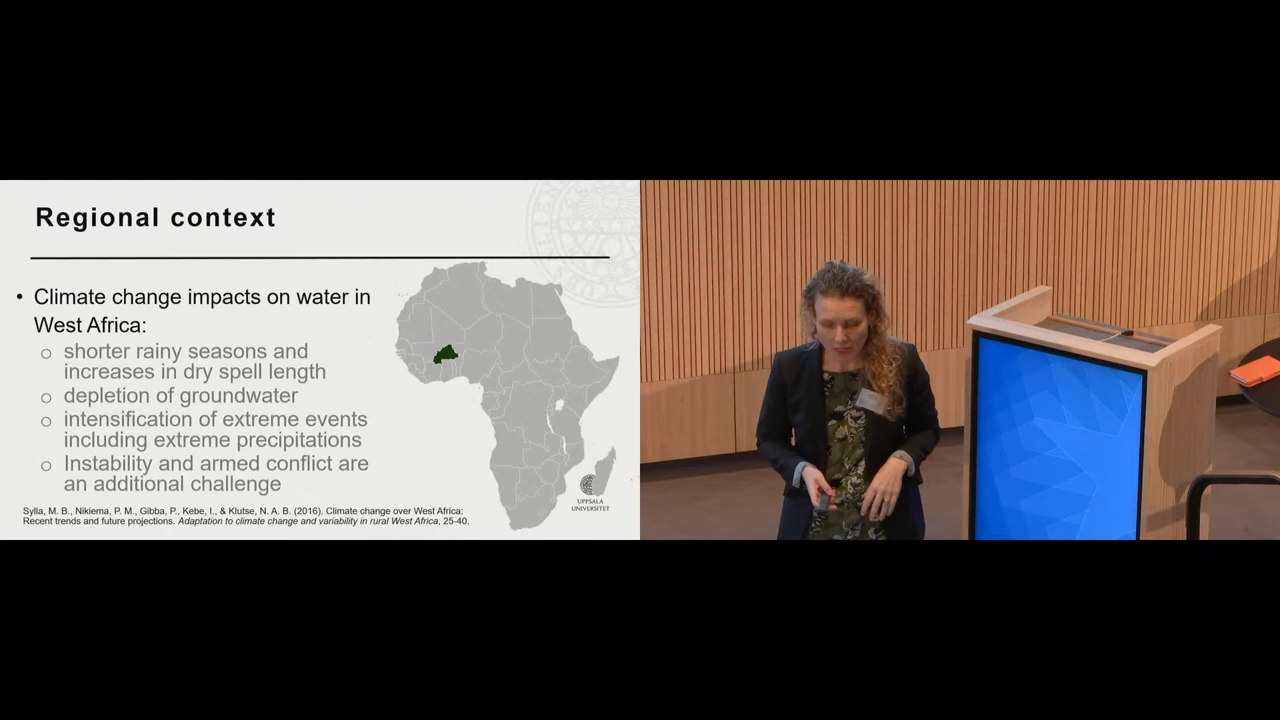 Regional context
• Climate change impacts on water in
West Africa:
o shorter rainy seasons and
increases in dry spell length
o depletion of groundwater
o intensification of extreme events
including extreme precipitations
o Instability and armed conflict are
an additional challenge
UPPSALA
UNIVERSITET
Sylla, M. B., Nikiema, P. M., Gibba, P., Kebe, I., & Klutse, N. A. B. (2016). Climate change over West Africa:
Recent trends and future projections. Adaptation to climate change and variability in rural West Africa, 25-40.